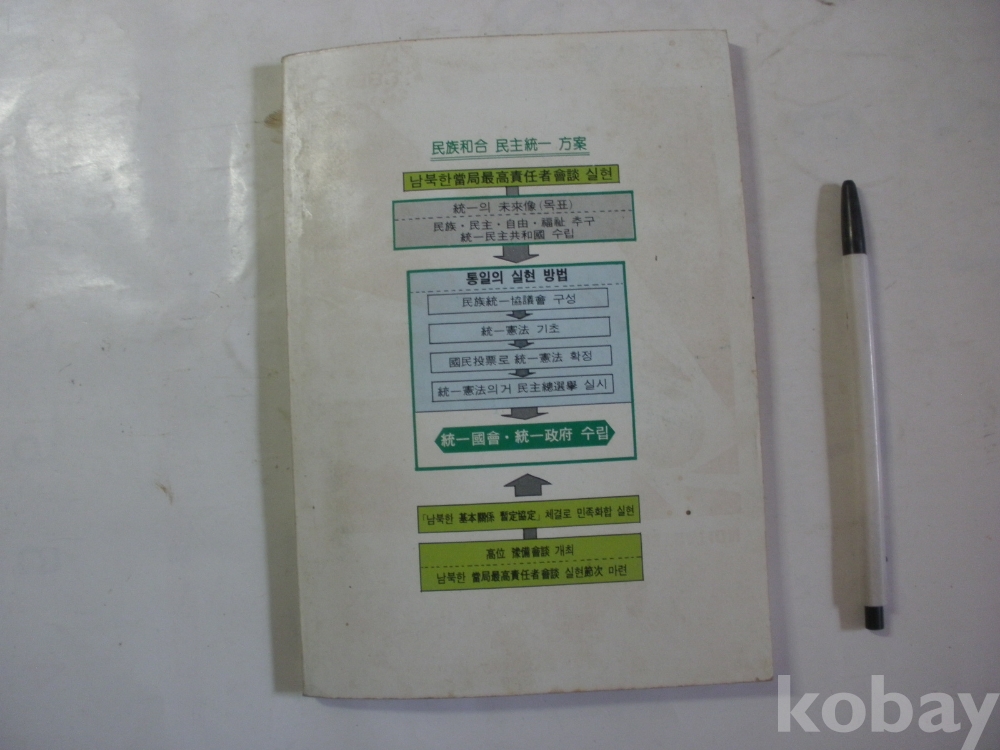 民族和合 民主統一 方案
남북한當局最高責任者會談 실현
統一의 未來像(목표)
民族·民主·自由·福祉 추구
統一民主共和國 수립
통일의 실현 방법
民族統一協議會 구성
統一憲法 기초
國民投票로 統一憲法 확정
統一憲法의거 民主總選擧 실시
統一國會·統一政府 수립
「남북한 基本關係 暫定協定」 체결로 민족화합 실현
高位 豫備會談 개최
남북한 當局最高責任者會談 실현節次 마련
kobay